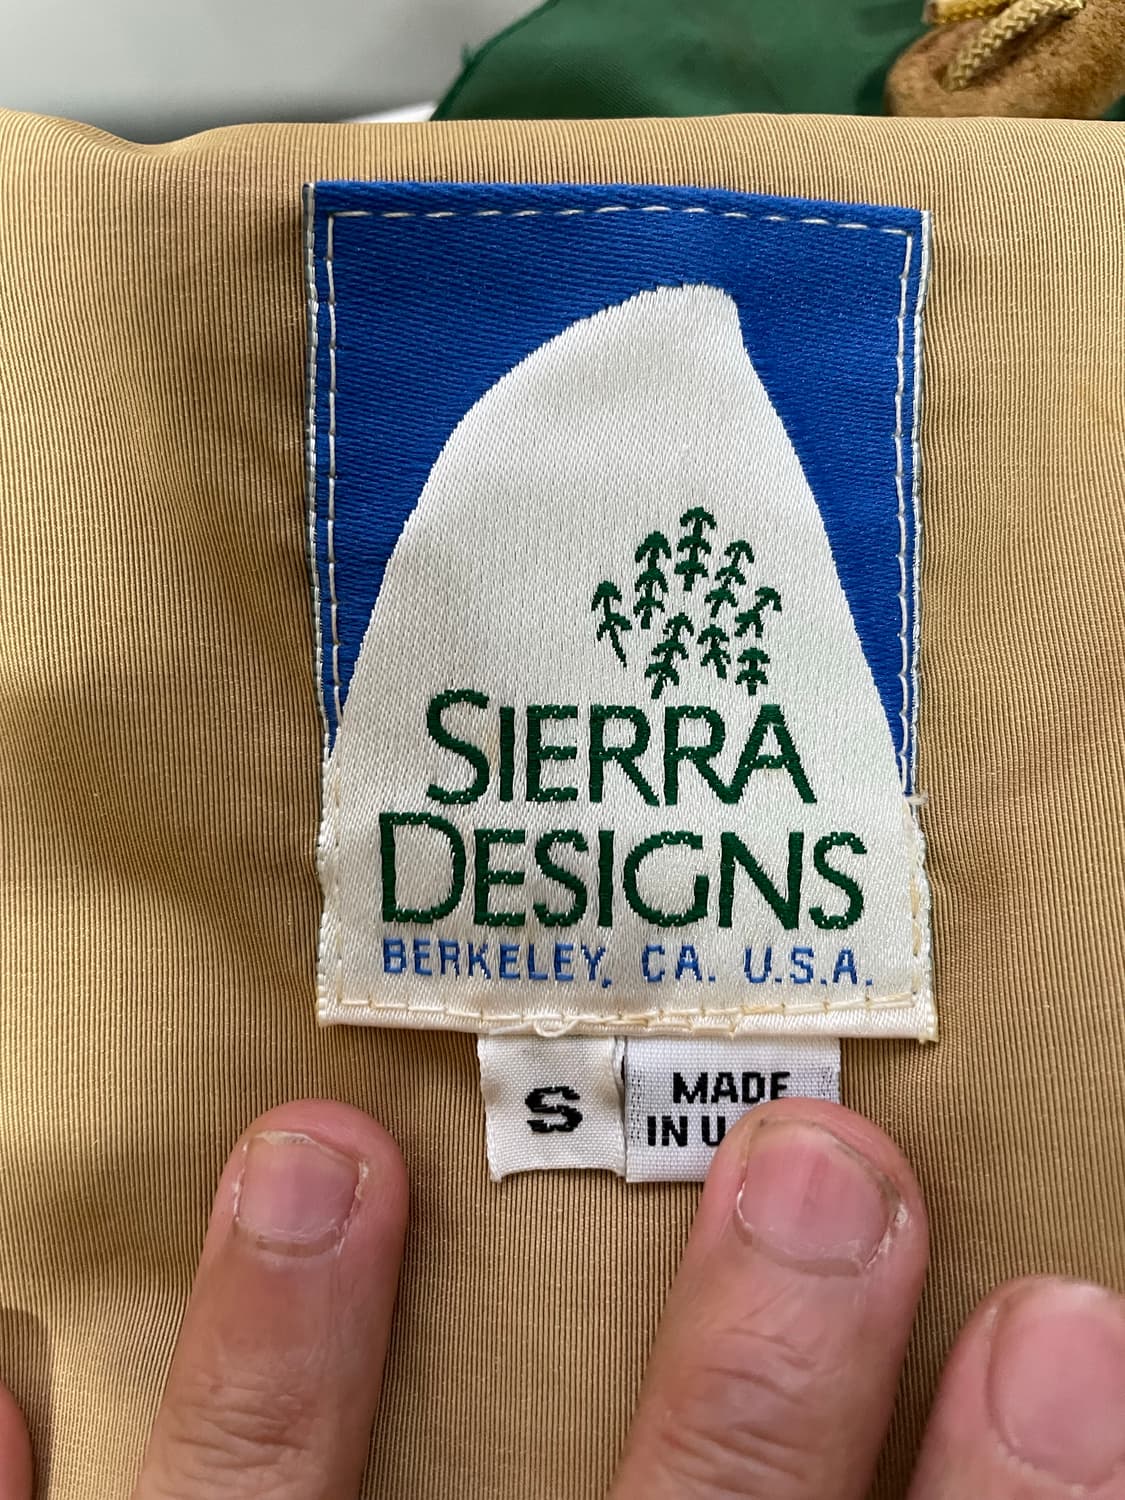 SIERRA
DESIGNS
BERKELEY, CA. U.S.A.
S
MADE
IN U